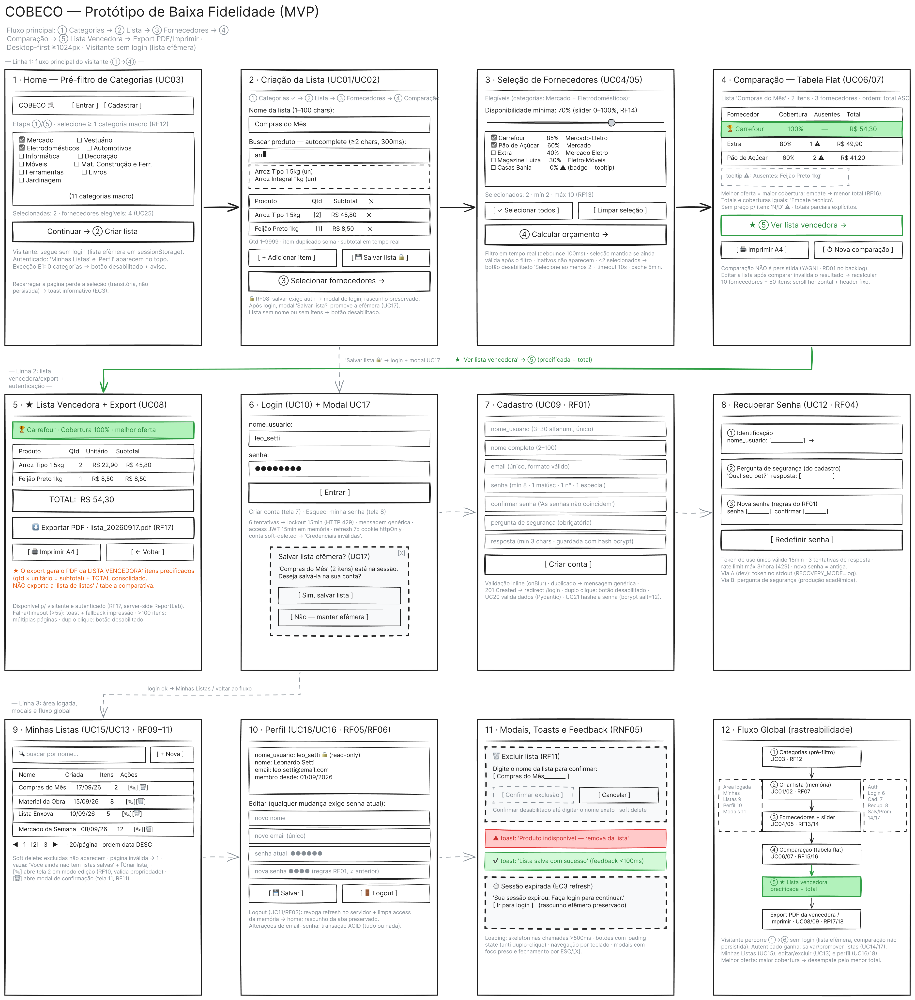 COBECO — Protótipo de Baixa Fidelidade (MVP)
Fluxo principal: ① Categorias → ② Lista → ③ Fornecedores → ④
Comparação → ⑤ Lista Vencedora → Export PDF/Imprimir ·
Desktop-first ≥1024px · Visitante sem login (lista efêmera)
— Linha 1: fluxo principal do visitante (①→④) —
1 · Home — Pré-filtro de Categorias (UC03)
COBECO 🛒 [ Entrar ] [ Cadastrar ]
Etapa ①/⑤ · selecione ≥ 1 categoria macro (RF12)
☑ Mercado ☐ Vestuário
☑ Eletrodomésticos ☐ Automotivos
☐ Informática ☐ Decoração
☐ Móveis ☐ Mat. Construção e Ferr.
☐ Ferramentas ☐ Livros
☐ Jardinagem
(11 categorias macro)
Selecionadas: 2 · fornecedores elegíveis: 4 (UC25)
Continuar → ② Criar lista
Visitante: segue sem login (lista efêmera em sessionStorage).
Autenticado: 'Minhas Listas' e 'Perfil' aparecem no topo.
Exceção E1: 0 categorias → botão desabilitado + aviso.
Recarregar a página perde a seleção (transitória, não
persistida) → toast informativo (EC3).
2 · Criação da Lista (UC01/UC02)
① Categorias ✓ → ② Lista → ③ Fornecedores → ④ Comparação
Nome da lista (1–100 chars):
Compras do Mês
Buscar produto — autocomplete (≥2 chars, 300ms):
arr
Arroz Tipo 1 5kg (un)
Arroz Integral 1kg (un)
Produto Qtd Subtotal ✕
Arroz Tipo 1 5kg [2] R$ 45,80 ✕
Feijão Preto 1kg [1] R$ 8,50 ✕
Qtd 1–9999 · item duplicado soma · subtotal em tempo real
[ + Adicionar item ] [ 💾 Salvar lista 🔒 ]
③ Selecionar fornecedores →
🔒 RF08: salvar exige auth → modal de login; rascunho preservado.
Após login, modal 'Salvar lista?' promove a efêmera (UC17).
Lista sem nome ou sem itens → botão desabilitado.
3 · Seleção de Fornecedores (UC04/05)
Elegíveis (categorias: Mercado + Eletrodomésticos):
Disponibilidade mínima: 70% (slider 0–100%, RF14)
☑ Carrefour 85% Mercado·Eletro
☑ Pão de Açúcar 60% Mercado
☐ Extra 40% Mercado·Eletro
☐ Magazine Luiza 30% Eletro·Móveis
☐ Casas Bahia 0% ⚠ (badge + tooltip)
Selecionados: 2 · mín 2 · máx 10 (RF13)
[ ✓ Selecionar todos ] [ Limpar seleção ]
④ Calcular orçamento →
Filtro em tempo real (debounce 100ms) · seleção mantida se ainda
válida após o filtro · inativos não aparecem · <2 selecionados →
botão desabilitado 'Selecione ao menos 2' · timeout 10s · cache 5min.
4 · Comparação — Tabela Flat (UC06/07)
Lista 'Compras do Mês' · 2 itens · 3 fornecedores · ordem: total ASC
Fornecedor Cobertura Ausentes Total
🏆 Carrefour 100% — R$ 54,30
Extra 80% 1 ⚠ R$ 49,90
Pão de Açúcar 60% 2 ⚠ R$ 41,20
tooltip ⚠: 'Ausentes: Feijão Preto 1kg'
Melhor oferta = maior cobertura; empate → menor total (RF16).
Totais e coberturas iguais: 'Empate técnico'.
Sem preço p/ item: 'N/D' ⚠ · totais parciais explícitos.
★ ⑤ Ver lista vencedora →
[ 🖨 Imprimir A4 ] [ ↺ Nova comparação ]
Comparação NÃO é persistida (YAGNI · RD01 no backlog).
Editar a lista após comparar invalida o resultado → recalcular.
10 fornecedores + 50 itens: scroll horizontal + header fixo.
'Salvar lista 🔒' → login + modal UC17
★ 'Ver lista vencedora' → ⑤ (precificada + total)
— Linha 2: lista
vencedora/export +
autenticação —
5 · ★ Lista Vencedora + Export (UC08)
🏆 Carrefour · Cobertura 100% · melhor oferta
Produto Qtd Unitário Subtotal
Arroz Tipo 1 5kg 2 R$ 22,90 R$ 45,80
Feijão Preto 1kg 1 R$ 8,50 R$ 8,50
TOTAL: R$ 54,30
⬇ Exportar PDF · lista_20260917.pdf (RF17)
[ 🖨 Imprimir A4 ] [ ← Voltar ]
★ O export gera o PDF da LISTA VENCEDORA: itens precificados
(qtd × unitário = subtotal) + TOTAL consolidado.
NÃO exporta a 'lista de listas' / tabela comparativa.
Disponível p/ visitante e autenticado (RF17, server-side ReportLab).
Falha/timeout (>5s): toast + fallback impressão · >100 itens:
múltiplas páginas · duplo clique: botão desabilitado.
6 · Login (UC10) + Modal UC17
nome_usuario:
leo_setti
senha:
●●●●●●●●
[ Entrar ]
Criar conta (tela 7) · Esqueci minha senha (tela 8)
6 tentativas → lockout 15min (HTTP 429) · mensagem genérica ·
access JWT 15min em memória · refresh 7d cookie httpOnly ·
conta soft-deleted → 'Credenciais inválidas'.
[X]
Salvar lista efêmera? (UC17)
'Compras do Mês' (2 itens) está na sessão.
Deseja salvá-la na sua conta?
[ Sim, salvar lista ]
[ Não — manter efêmera ]
7 · Cadastro (UC09 · RF01)
nome_usuario (3–30 alfanum., único)
nome completo (2–100)
email (único, formato válido)
senha (mín 8 · 1 maiúsc · 1 nº · 1 especial)
confirmar senha ('As senhas não coincidem')
pergunta de segurança (obrigatória)
resposta (mín 3 chars · guardada com hash bcrypt)
[ Criar conta ]
Validação inline (onBlur) · duplicado → mensagem genérica ·
201 Created → redirect /login · duplo clique: botão desabilitado ·
UC20 valida dados (Pydantic) · UC21 hasheia senha (bcrypt salt=12).
8 · Recuperar Senha (UC12 · RF04)
① Identificação
nome_usuario: [__________] →
② Pergunta de segurança (do cadastro)
'Qual seu pet?' resposta: [__________]
③ Nova senha (regras do RF01)
senha [_______] confirmar [_______]
[ Redefinir senha ]
Token de uso único válido 15min · 3 tentativas de resposta ·
rate limit máx 3/hora (429) · nova senha ≠ antiga.
Via A (dev): token no stdout (RECOVERY_MODE=log).
Via B: pergunta de segurança (produção acadêmica).
login ok → Minhas Listas / voltar ao fluxo
— Linha 3: área logada,
modais e fluxo global —
9 · Minhas Listas (UC15/UC13 · RF09–11)
🔍 buscar por nome... [ + Nova ]
Nome Criada Itens Ações
Compras do Mês 17/09/26 2 [✎][🗑]
Material da Obra 15/09/26 8 [✎][🗑]
Lista Enxoval 10/09/26 5 [✎][🗑]
Mercado da Semana 08/09/26 12 [✎][🗑]
◀ 1 [2] 3 ▶ · 20/página · ordem data DESC
Soft delete: excluídas não aparecem · página inválida → 1 ·
vazia: 'Você ainda não tem listas salvas' + [Criar lista] ·
[✎] abre tela 2 em modo edição (RF10, valida propriedade) ·
[🗑] abre modal de confirmação (tela 11, RF11).
10 · Perfil (UC18/UC16 · RF05/RF06)
nome_usuario: leo_setti 🔒 (read-only)
nome: Leonardo Setti
email: leo.setti@email.com
membro desde: 01/09/2026
Editar (qualquer mudança exige senha atual):
novo nome
novo email (único)
senha atual ●●●●●●
nova senha ●●●● (regras RF01, ≠ anterior)
[ 💾 Salvar ] [ 🚪 Logout ]
Logout (UC11/RF03): revoga refresh no servidor + limpa access
da memória → home; rascunho da aba preservado.
Alterações de email+senha: transação ACID (tudo ou nada).
11 · Modais, Toasts e Feedback (RNF05)
🗑 Excluir lista (RF11)
Digite o nome da lista para confirmar:
[ Compras do Mês_______ ]
[ Confirmar exclusão ] [ Cancelar ]
Confirmar desabilitado até digitar o nome exato · soft delete
⚠ toast: 'Produto indisponível — remova da lista'
✔ toast: 'Lista salva com sucesso' (feedback <100ms)
⏱ Sessão expirada (EC3 refresh)
'Sua sessão expirou. Faça login para continuar.'
[ Ir para login ] (rascunho efêmero preservado)
Loading: skeleton nas chamadas >500ms · botões com loading
state (anti duplo-clique) · navegação por teclado · modais com
foco preso e fechamento por ESC/[X].
12 · Fluxo Global (rastreabilidade)
① Categorias (pré-filtro)
UC03 · RF12
② Criar lista (memória)
UC01/02 · RF07
③ Fornecedores + slider
UC04/05 · RF13/14
④ Comparação (tabela flat)
UC06/07 · RF15/16
⑤ ★ Lista vencedora
precificada + total
Export PDF da vencedora /
Imprimir · UC08/09 · RF17/18
Área logada
Minhas
Listas 9
Perfil 10
Modais 11
Auth
Login 6
Cad. 7
Recup. 8
Salv/Prom.
14/17
Visitante percorre ①→⑥ sem login (lista efêmera, comparação não
persistida). Autenticado ganha: salvar/promover listas (UC14/17),
Minhas Listas (UC15), editar/excluir (UC13) e perfil (UC16/18).
Melhor oferta: maior cobertura → desempate pelo menor total.